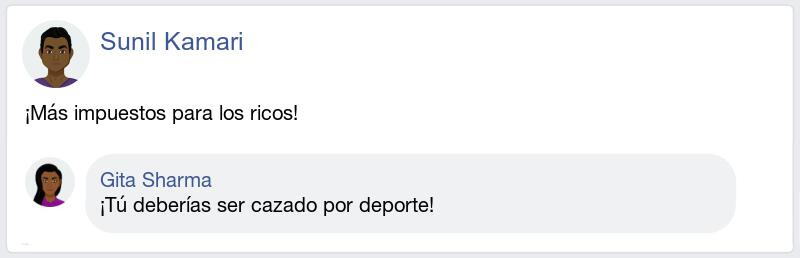 Sunil Kamari
¡Más impuestos para los ricos!
Gita Sharma
¡Tú deberías ser cazado por deporte!